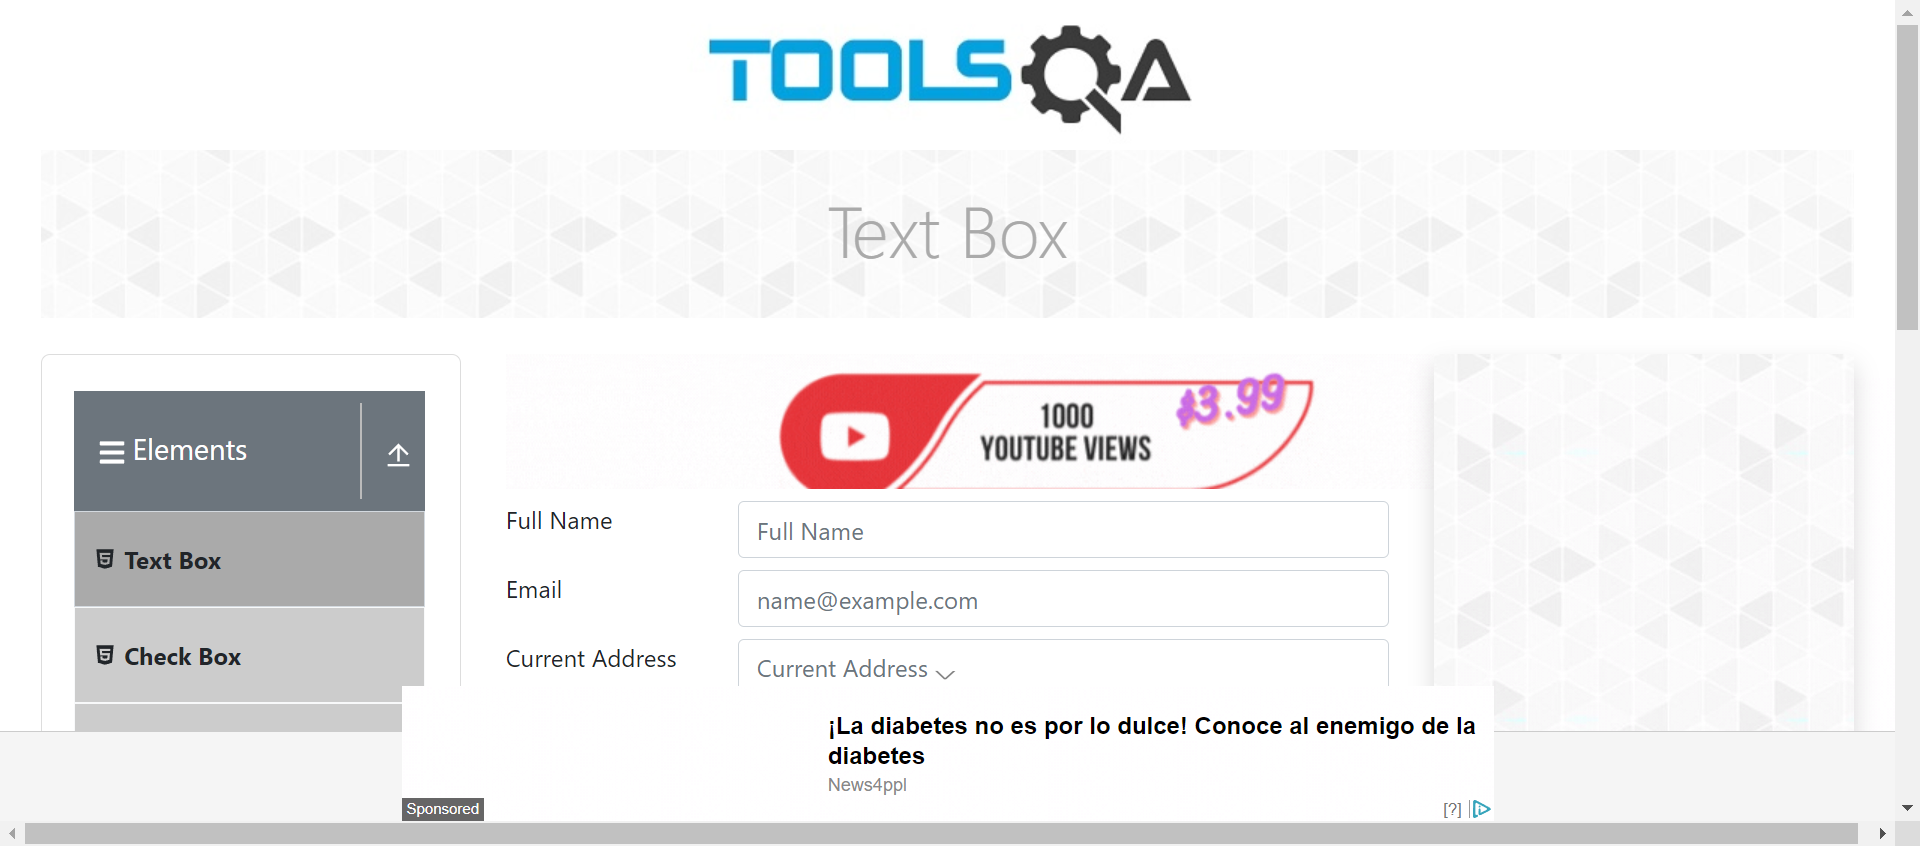 TOOLSQA
Text Box
Elements
Text Box
Check Box
1000
YOUTUBE VIEWS
$3.99
Full Name
Full Name
Email
name@example.com
Current Address
Current Address
¡La diabetes no es por lo dulce! Conoce al enemigo de la
diabetes
News4ppl
Sponsored
[?]